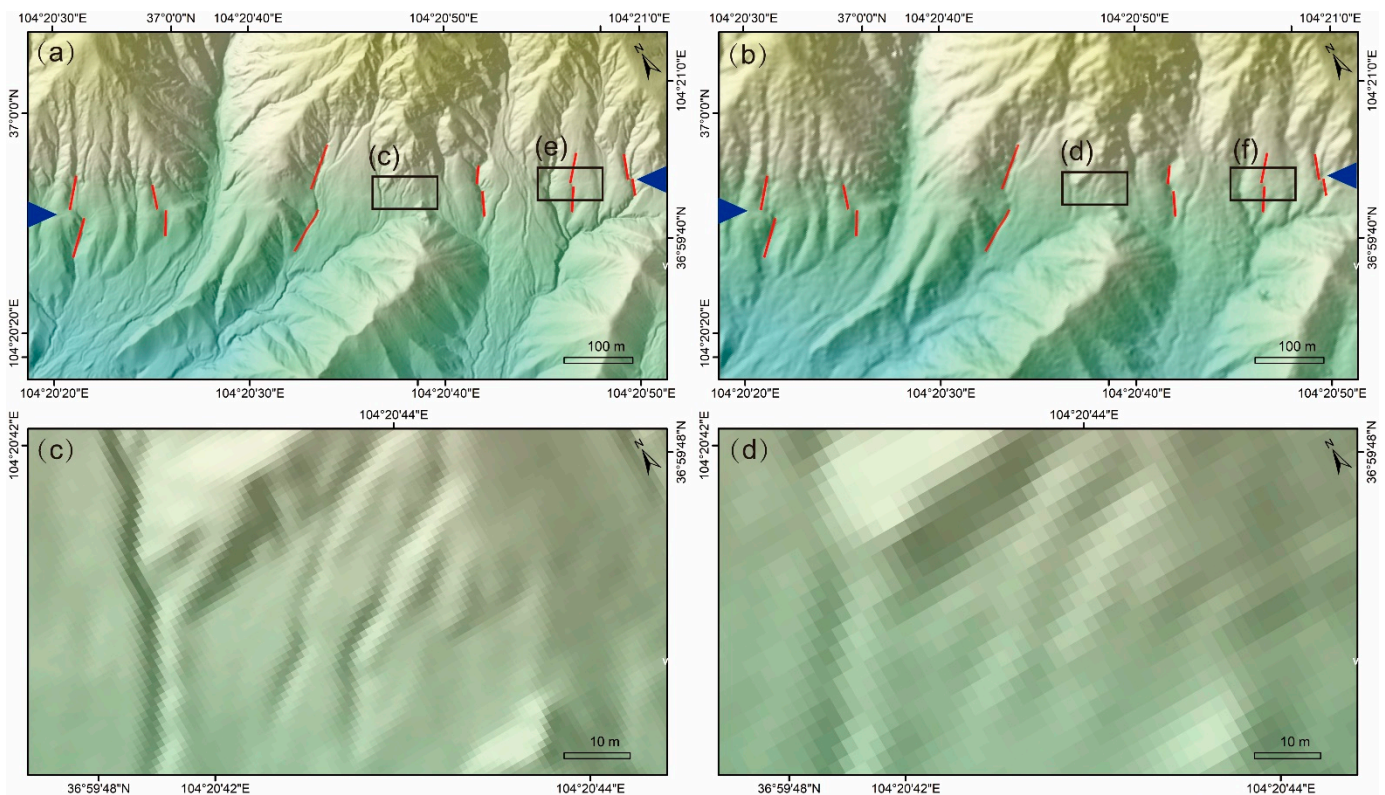 104°20'30"E 37°0'0"N 104°20'40"E 104°20'50"E 104°21'0"E
104°20'30"E 37°0'0"N 104°20'40"E 104°20'50"E 104°21'0"E
(a)
N
(b)
N
104°21'0"E
104°21'0"E
37°0'0"N
37°0'0"N
(c)
(e)
(d)
(f)
36°59'40"N
36°59'40"N
104°20'20"E
104°20'20"E
100 m
100 m
104°20'20"E 104°20'30"E 104°20'40"E 104°20'50"E
104°20'20"E 104°20'30"E 104°20'40"E 104°20'50"E
104°20'44"E
104°20'44"E
(c)
N
(d)
N
104°20'42"E
36°59'48"N
104°20'42"E
36°59'48"N
10 m
10 m
36°59'48"N 104°20'42"E 104°20'44"E
36°59'48"N 104°20'42"E 104°20'44"E